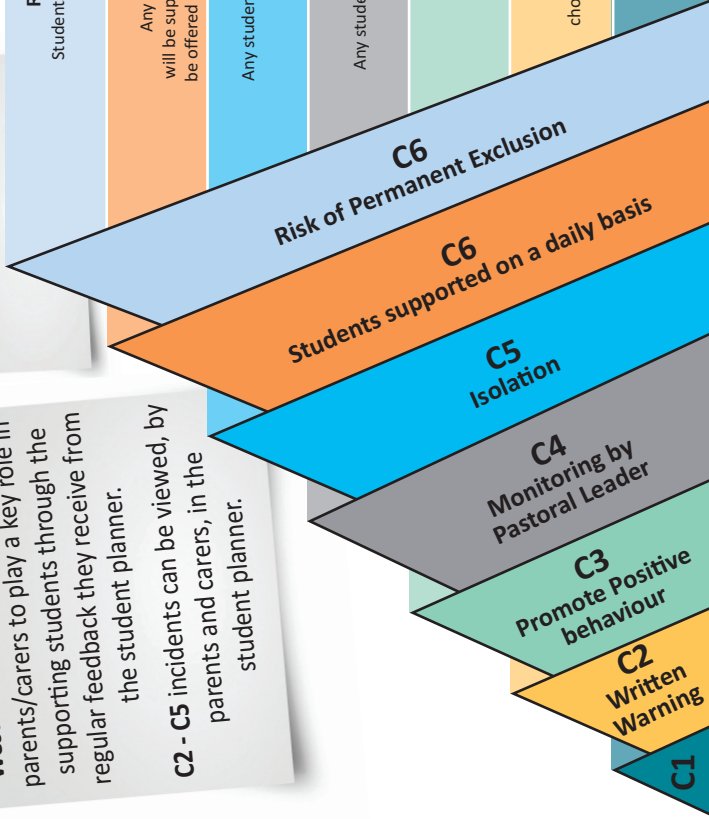 Student
Any
will be sup
be offered
Any studen
Any stude
cho
C6
Risk of Permanent Exclusion
C6
Students supported on a daily basis
C5
Isolation
C4
Monitoring by
Pastoral Leader
C3
Promote Positive
behaviour
C2
Written
Warning
C1
parents/carers to play a key role in
supporting students through the
regular feedback they receive from
the student planner.
C2 - C5 incidents can be viewed, by
parents and carers, in the
student planner.